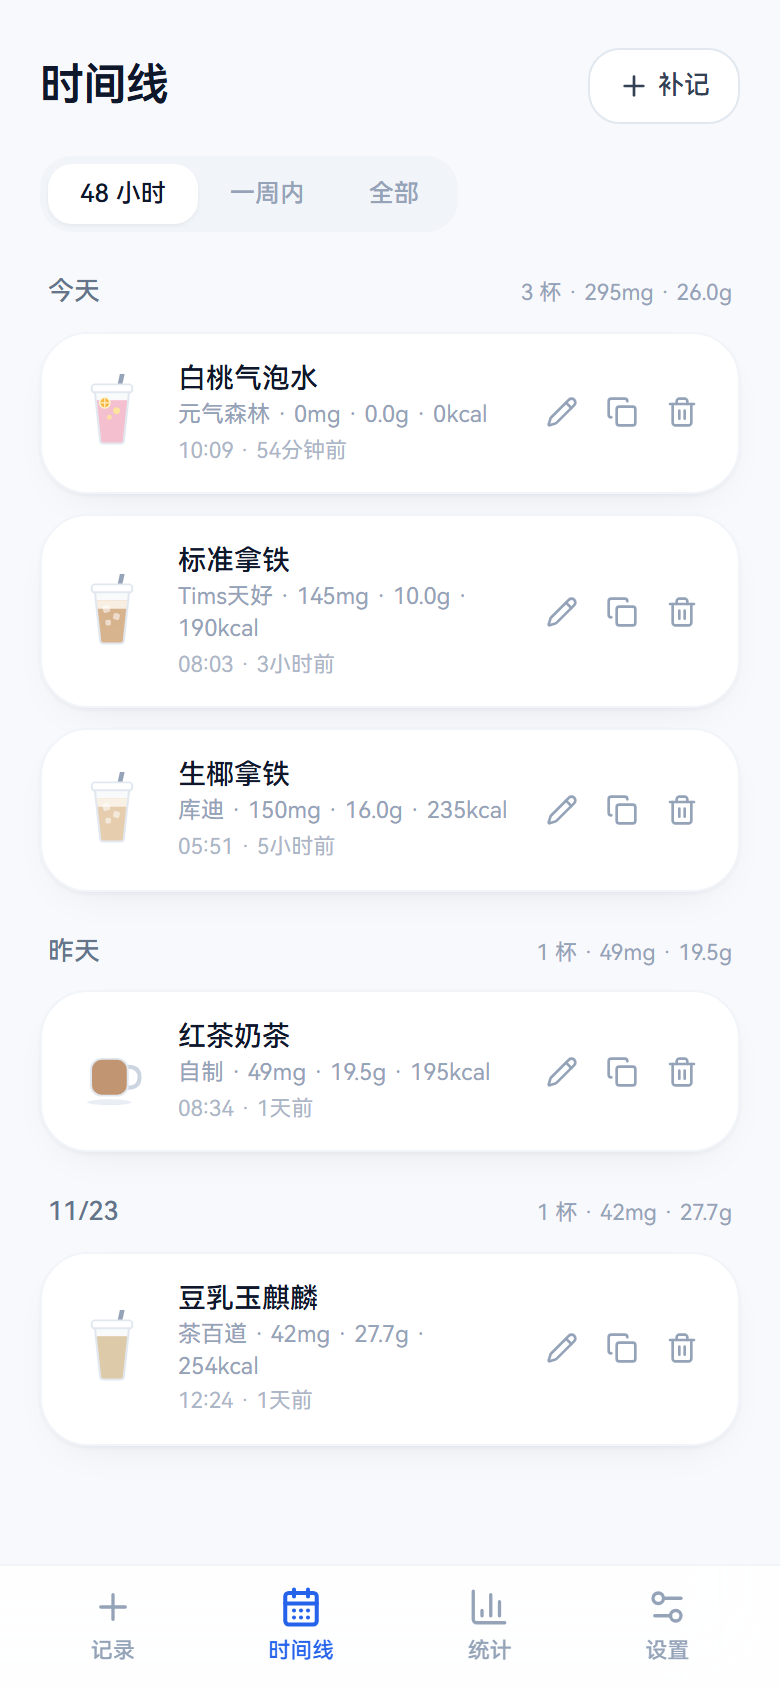 时间线
补记
48 小时
一周内
全部
今天
3 杯 · 295mg · 26.0g
白桃气泡水
元气森林 · 0mg · 0.0g · 0kcal
10:09 · 54分钟前
标准拿铁
Tims天好 · 145mg · 10.0g ·
190kcal
08:03 · 3小时前
生椰拿铁
库迪 · 150mg · 16.0g · 235kcal
05:51 · 5小时前
昨天
1 杯 · 49mg · 19.5g
红茶奶茶
自制 · 49mg · 19.5g · 195kcal
08:34 · 1天前
11/23
1 杯 · 42mg · 27.7g
豆乳玉麒麟
茶百道 · 42mg · 27.7g ·
254kcal
12:24 · 1天前
记录
时间线
统计
设置